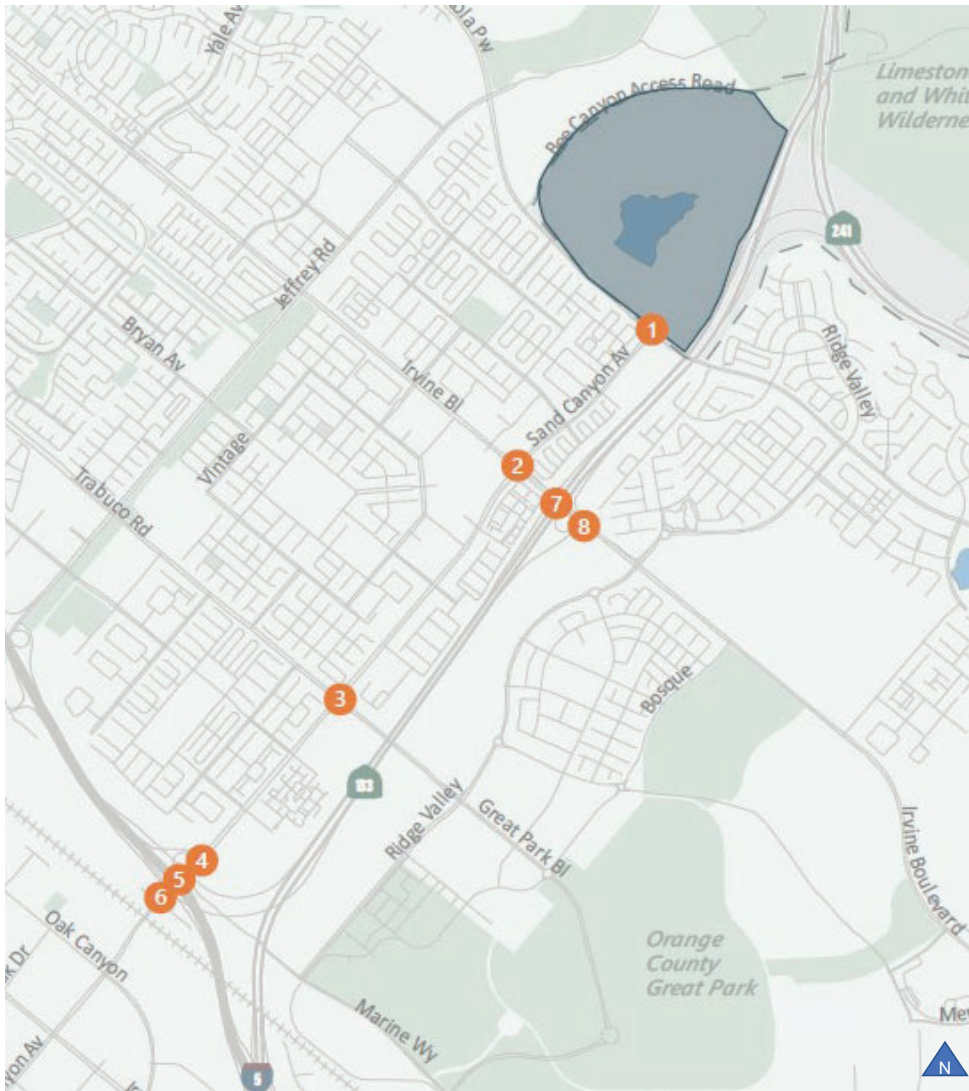 Yale Av
Bee Canyon Access Road
Limeston
and Whit
Wilderne
241
Jeffrey Rd
1
Ridge Valley
Bryan Av
Irvine Bl
Sand Canyon Av
Vintage
2
7
8
Trabuco Rd
Bosque
3
133
Ridge Valley
Great Park Bl
Irvine Boulevard
4
5
6
Oak Canyon
Orange
County
Great Park
Marine Wy
5
N